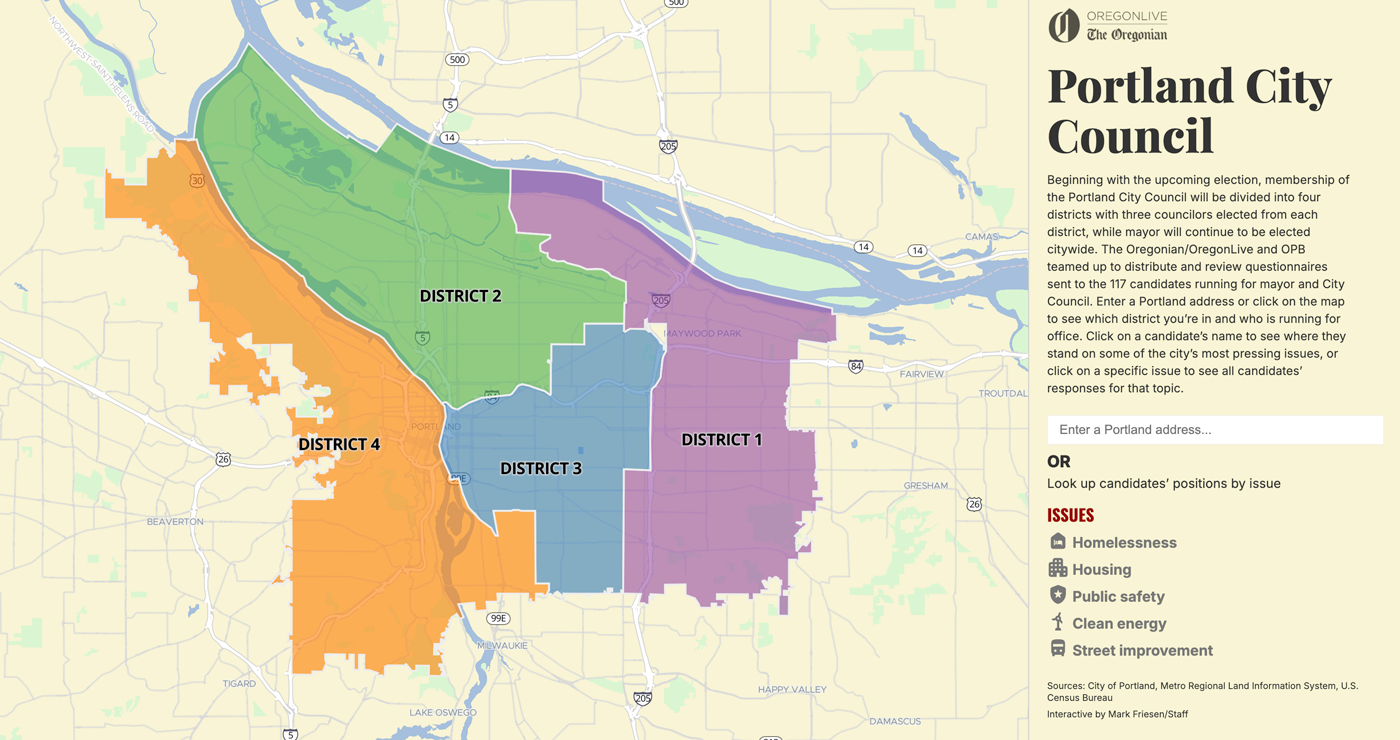 500
NORTHWEST SAINT HELENS ROAD
500
5
14
205
30
CAMAS
14
14
DISTRICT 2
205
5
MAYWOOD PARK
84
FAIRVIEW
TROUTDAL
PORTLAND
DISTRICT 4
DISTRICT 1
26
DISTRICT 3
99E
GRESHAM
26
BEAVERTON
99E
MILWAUKIE
TIGARD
HAPPY VALLEY
205
LAKE OSWEGO
DAMASCUS
5
OREGONLIVE
The Oregonian
Portland City
Council
Beginning with the upcoming election, membership of
the Portland City Council will be divided into four
districts with three councilors elected from each
district, while mayor will continue to be elected
citywide. The Oregonian/OregonLive and OPB
teamed up to distribute and review questionnaires
sent to the 117 candidates running for mayor and City
Council. Enter a Portland address or click on the map
to see which district you’re in and who is running for
office. Click on a candidate’s name to see where they
stand on some of the city’s most pressing issues, or
click on a specific issue to see all candidates’
responses for that topic.
Enter a Portland address...
OR
Look up candidates’ positions by issue
ISSUES
Homelessness
Housing
Public safety
Clean energy
Street improvement
Sources: City of Portland, Metro Regional Land Information System, U.S.
Census Bureau
Interactive by Mark Friesen/Staff